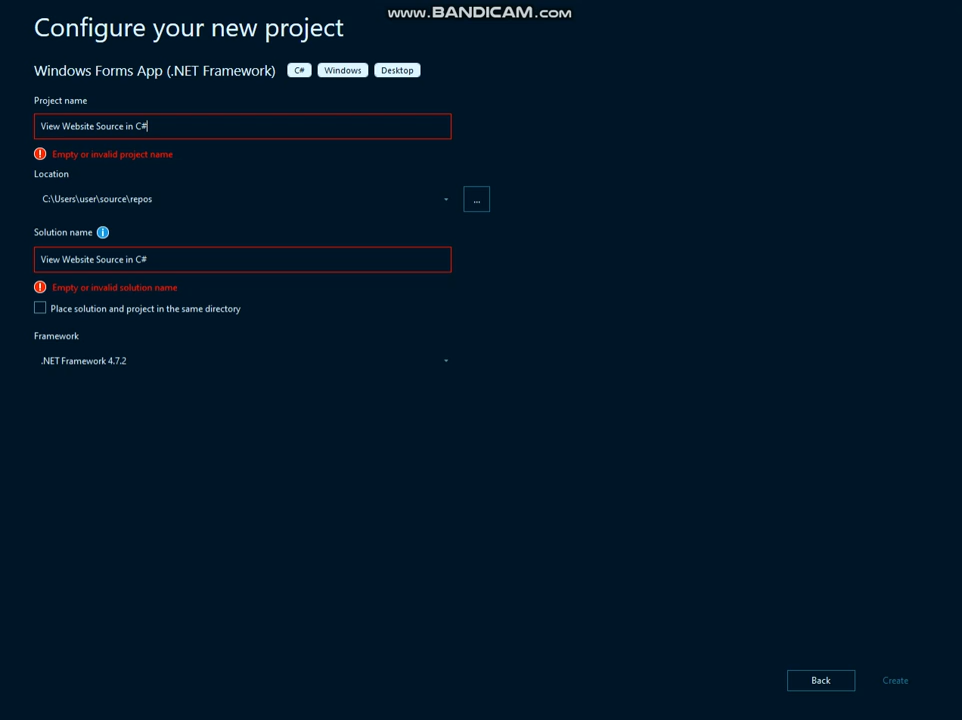 www.BANDICAM.com
Configure your new project
Windows Forms App (.NET Framework) C# Windows Desktop
Project name
View Website Source in C#
Empty or invalid project name
Location
C:\Users\user\source\repos
...
Solution name
View Website Source in C#
Empty or invalid solution name
Place solution and project in the same directory
Framework
.NET Framework 4.7.2
Back Create